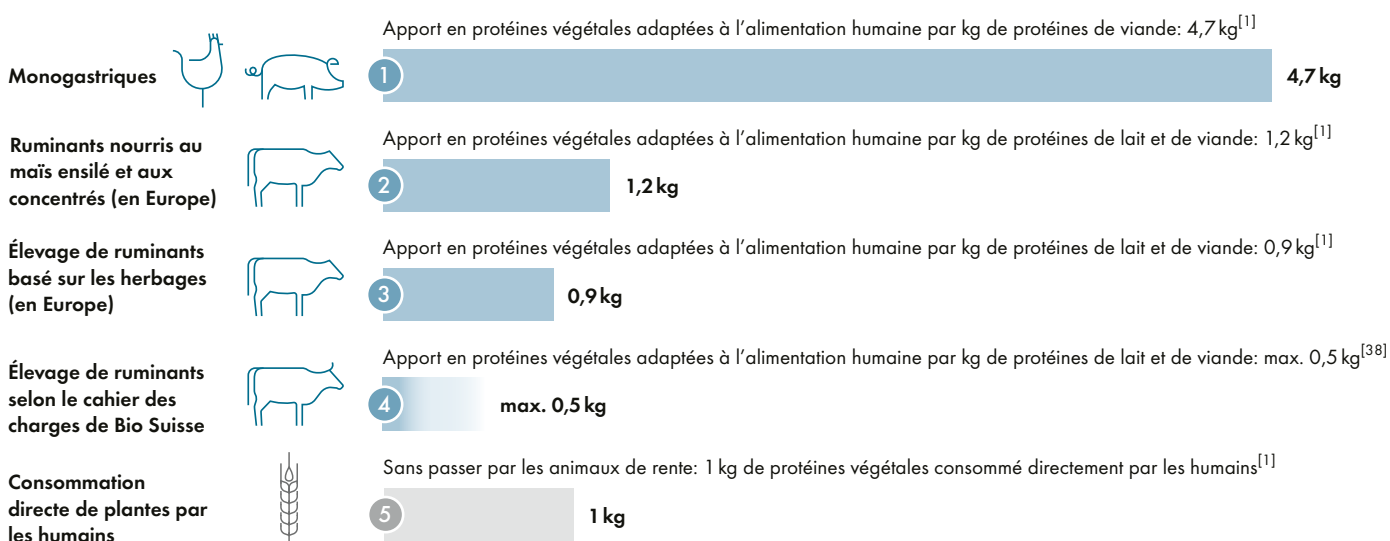 Apport en protéines végétales adaptées à l'alimentation humaine par kg de protéines de viande: 4,7 kg[1]
Monogastriques
1
4,7 kg
Apport en protéines végétales adaptées à l'alimentation humaine par kg de protéines de lait et de viande: 1,2 kg[1]
Ruminants nourris au
maïs ensilé et aux
concentrés (en Europe)
2
1,2 kg
Apport en protéines végétales adaptées à l'alimentation humaine par kg de protéines de lait et de viande: 0,9 kg[1]
Élevage de ruminants
basé sur les herbages
(en Europe)
3
0,9 kg
Apport en protéines végétales adaptées à l'alimentation humaine par kg de protéines de lait et de viande: max. 0,5 kg[38]
Élevage de ruminants
selon le cahier des
charges de Bio Suisse
4
max. 0,5 kg
Sans passer par les animaux de rente: 1 kg de protéines végétales consommé directement par les humains[1]
Consommation
directe de plantes par
les humains
5
1 kg